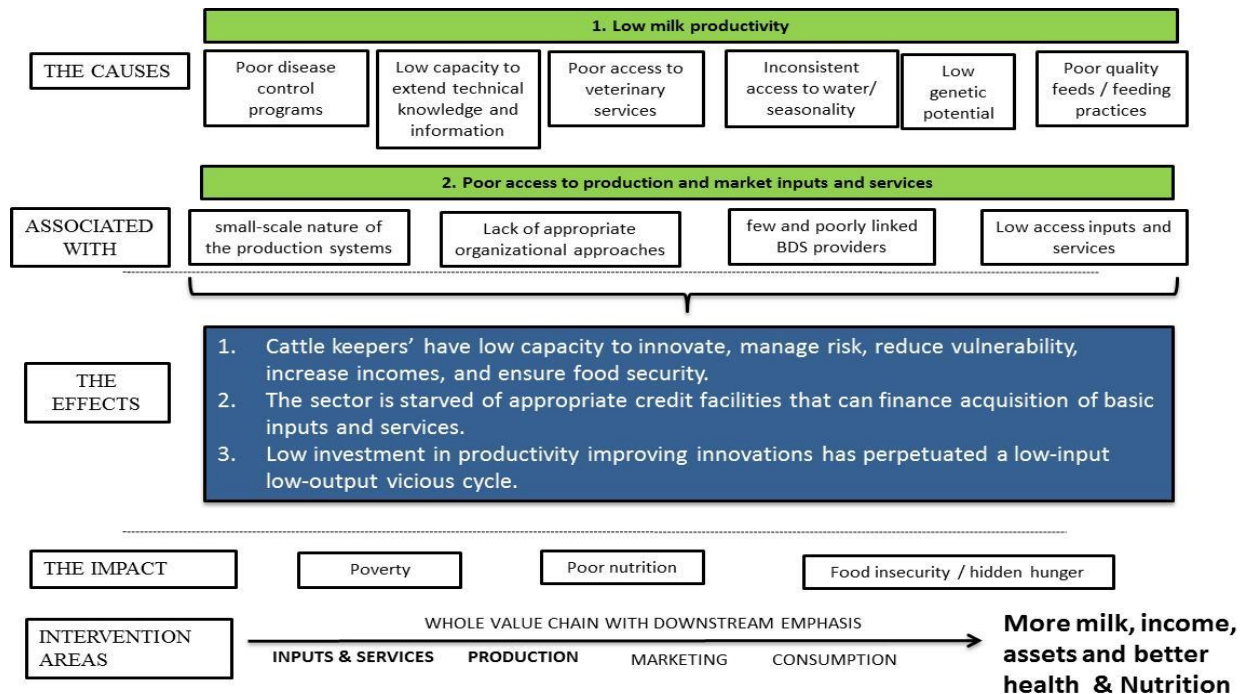 1. Low milk productivity
THE CAUSES
Poor disease
control
programs
Low capacity to
extend technical
knowledge and
information
Poor access to
veterinary
services
Inconsistent
access to water/
seasonality
Low
genetic
potential
Poor quality
feeds / feeding
practices
2. Poor access to production and market inputs and services
ASSOCIATED
WITH
small-scale nature of
the production systems
Lack of appropriate
organizational approaches
few and poorly linked
BDS providers
Low access inputs and
services
THE
EFFECTS
1. Cattle keepers' have low capacity to innovate, manage risk, reduce vulnerability,
increase incomes, and ensure food security.
2. The sector is starved of appropriate credit facilities that can finance acquisition of basic
inputs and services.
3. Low investment in productivity improving innovations has perpetuated a low-input
low-output vicious cycle.
THE IMPACT
Poverty
Poor nutrition
Food insecurity / hidden hunger
INTERVENTION
AREAS
WHOLE VALUE CHAIN WITH DOWNSTREAM EMPHASIS
INPUTS & SERVICES PRODUCTION MARKETING CONSUMPTION
More milk, income,
assets and better
health & Nutrition